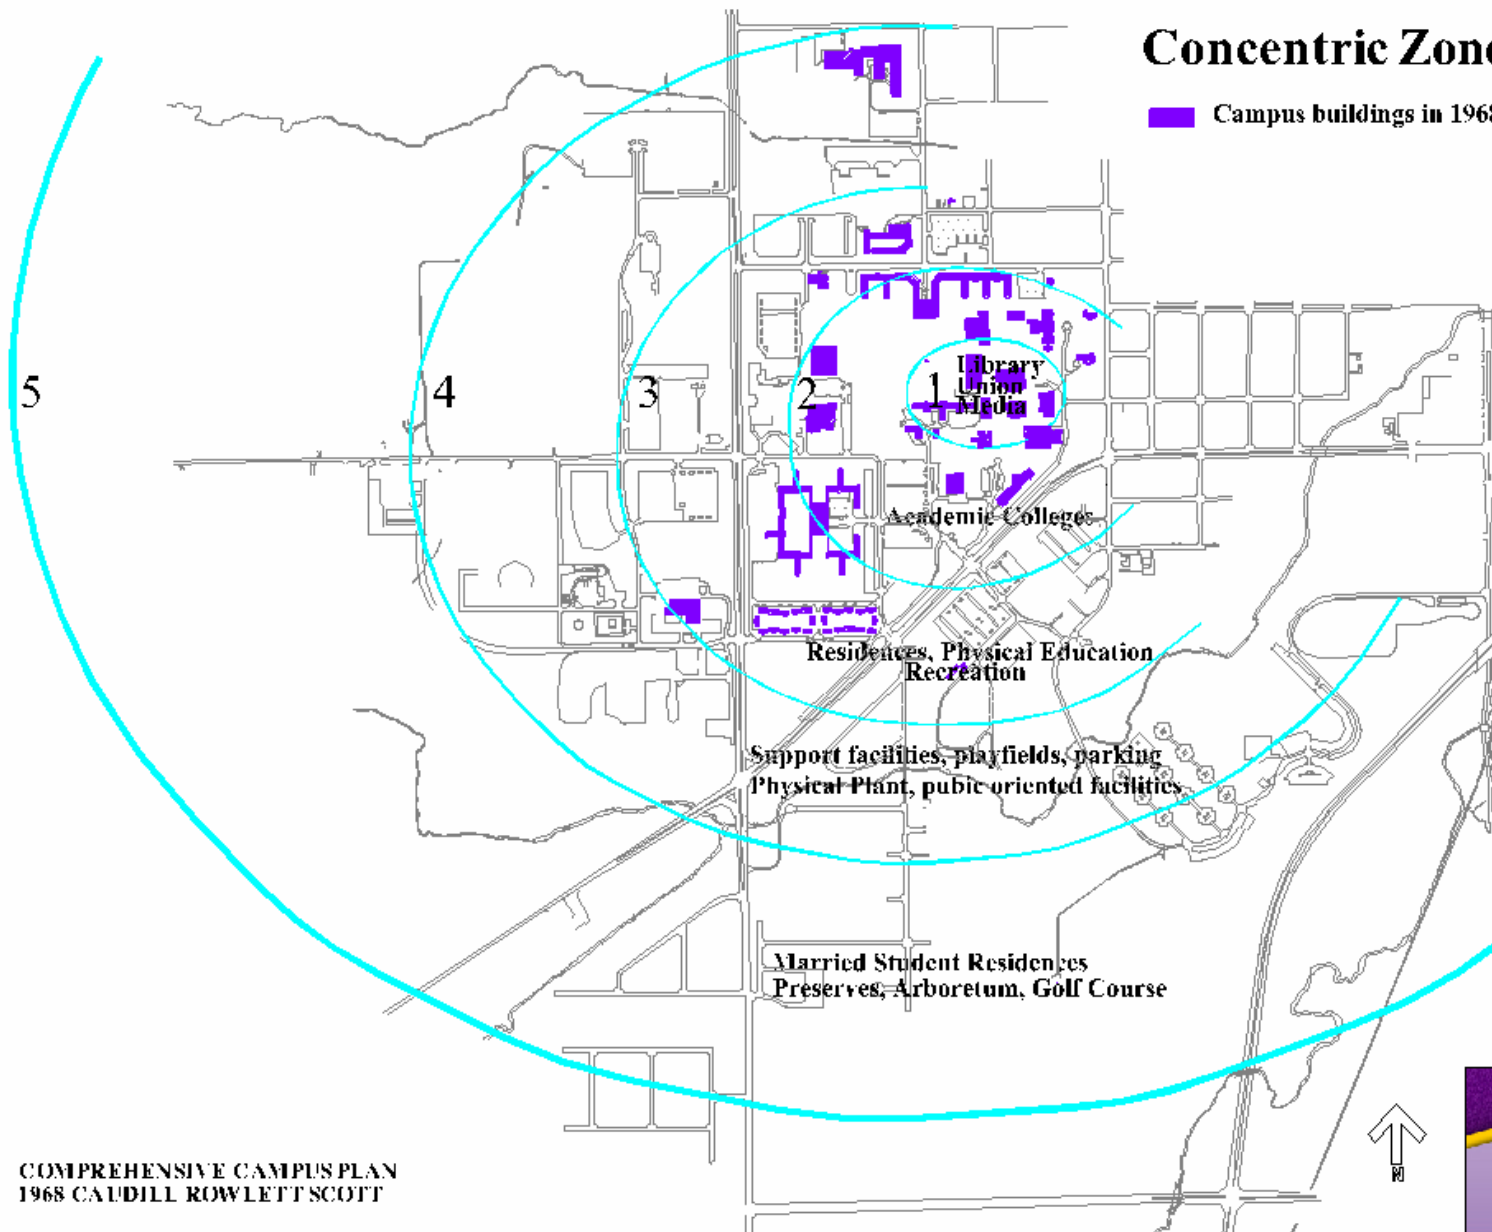 Concentric Zone
Campus buildings in 1968
5
4
3
2
1
Library
Union
Media
Academic Colleges
Residences, Physical Education
Recreation
Support facilities, playfields, parking
Physical Plant, pubic oriented facilities
Married Student Residences
Preserves, Arboretum, Golf Course
N
COMPREHENSIVE CAMPUS PLAN
1968 CAUDILL ROWLETT SCOTT